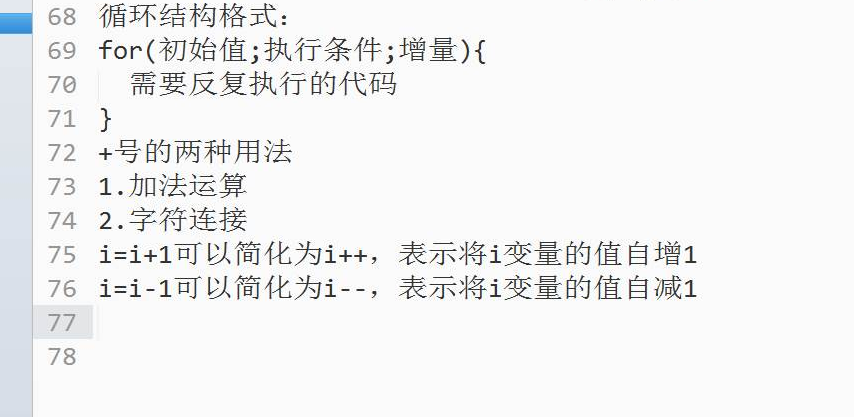 68 循环结构格式:
69 for(初始值;执行条件;增量){
70 需要反复执行的代码
71 }
72 +号的两种用法
73 1.加法运算
74 2.字符连接
75 i=i+1可以简化为i++，表示将i变量的值自增1
76 i=i-1可以简化为i--，表示将i变量的值自减1
77
78